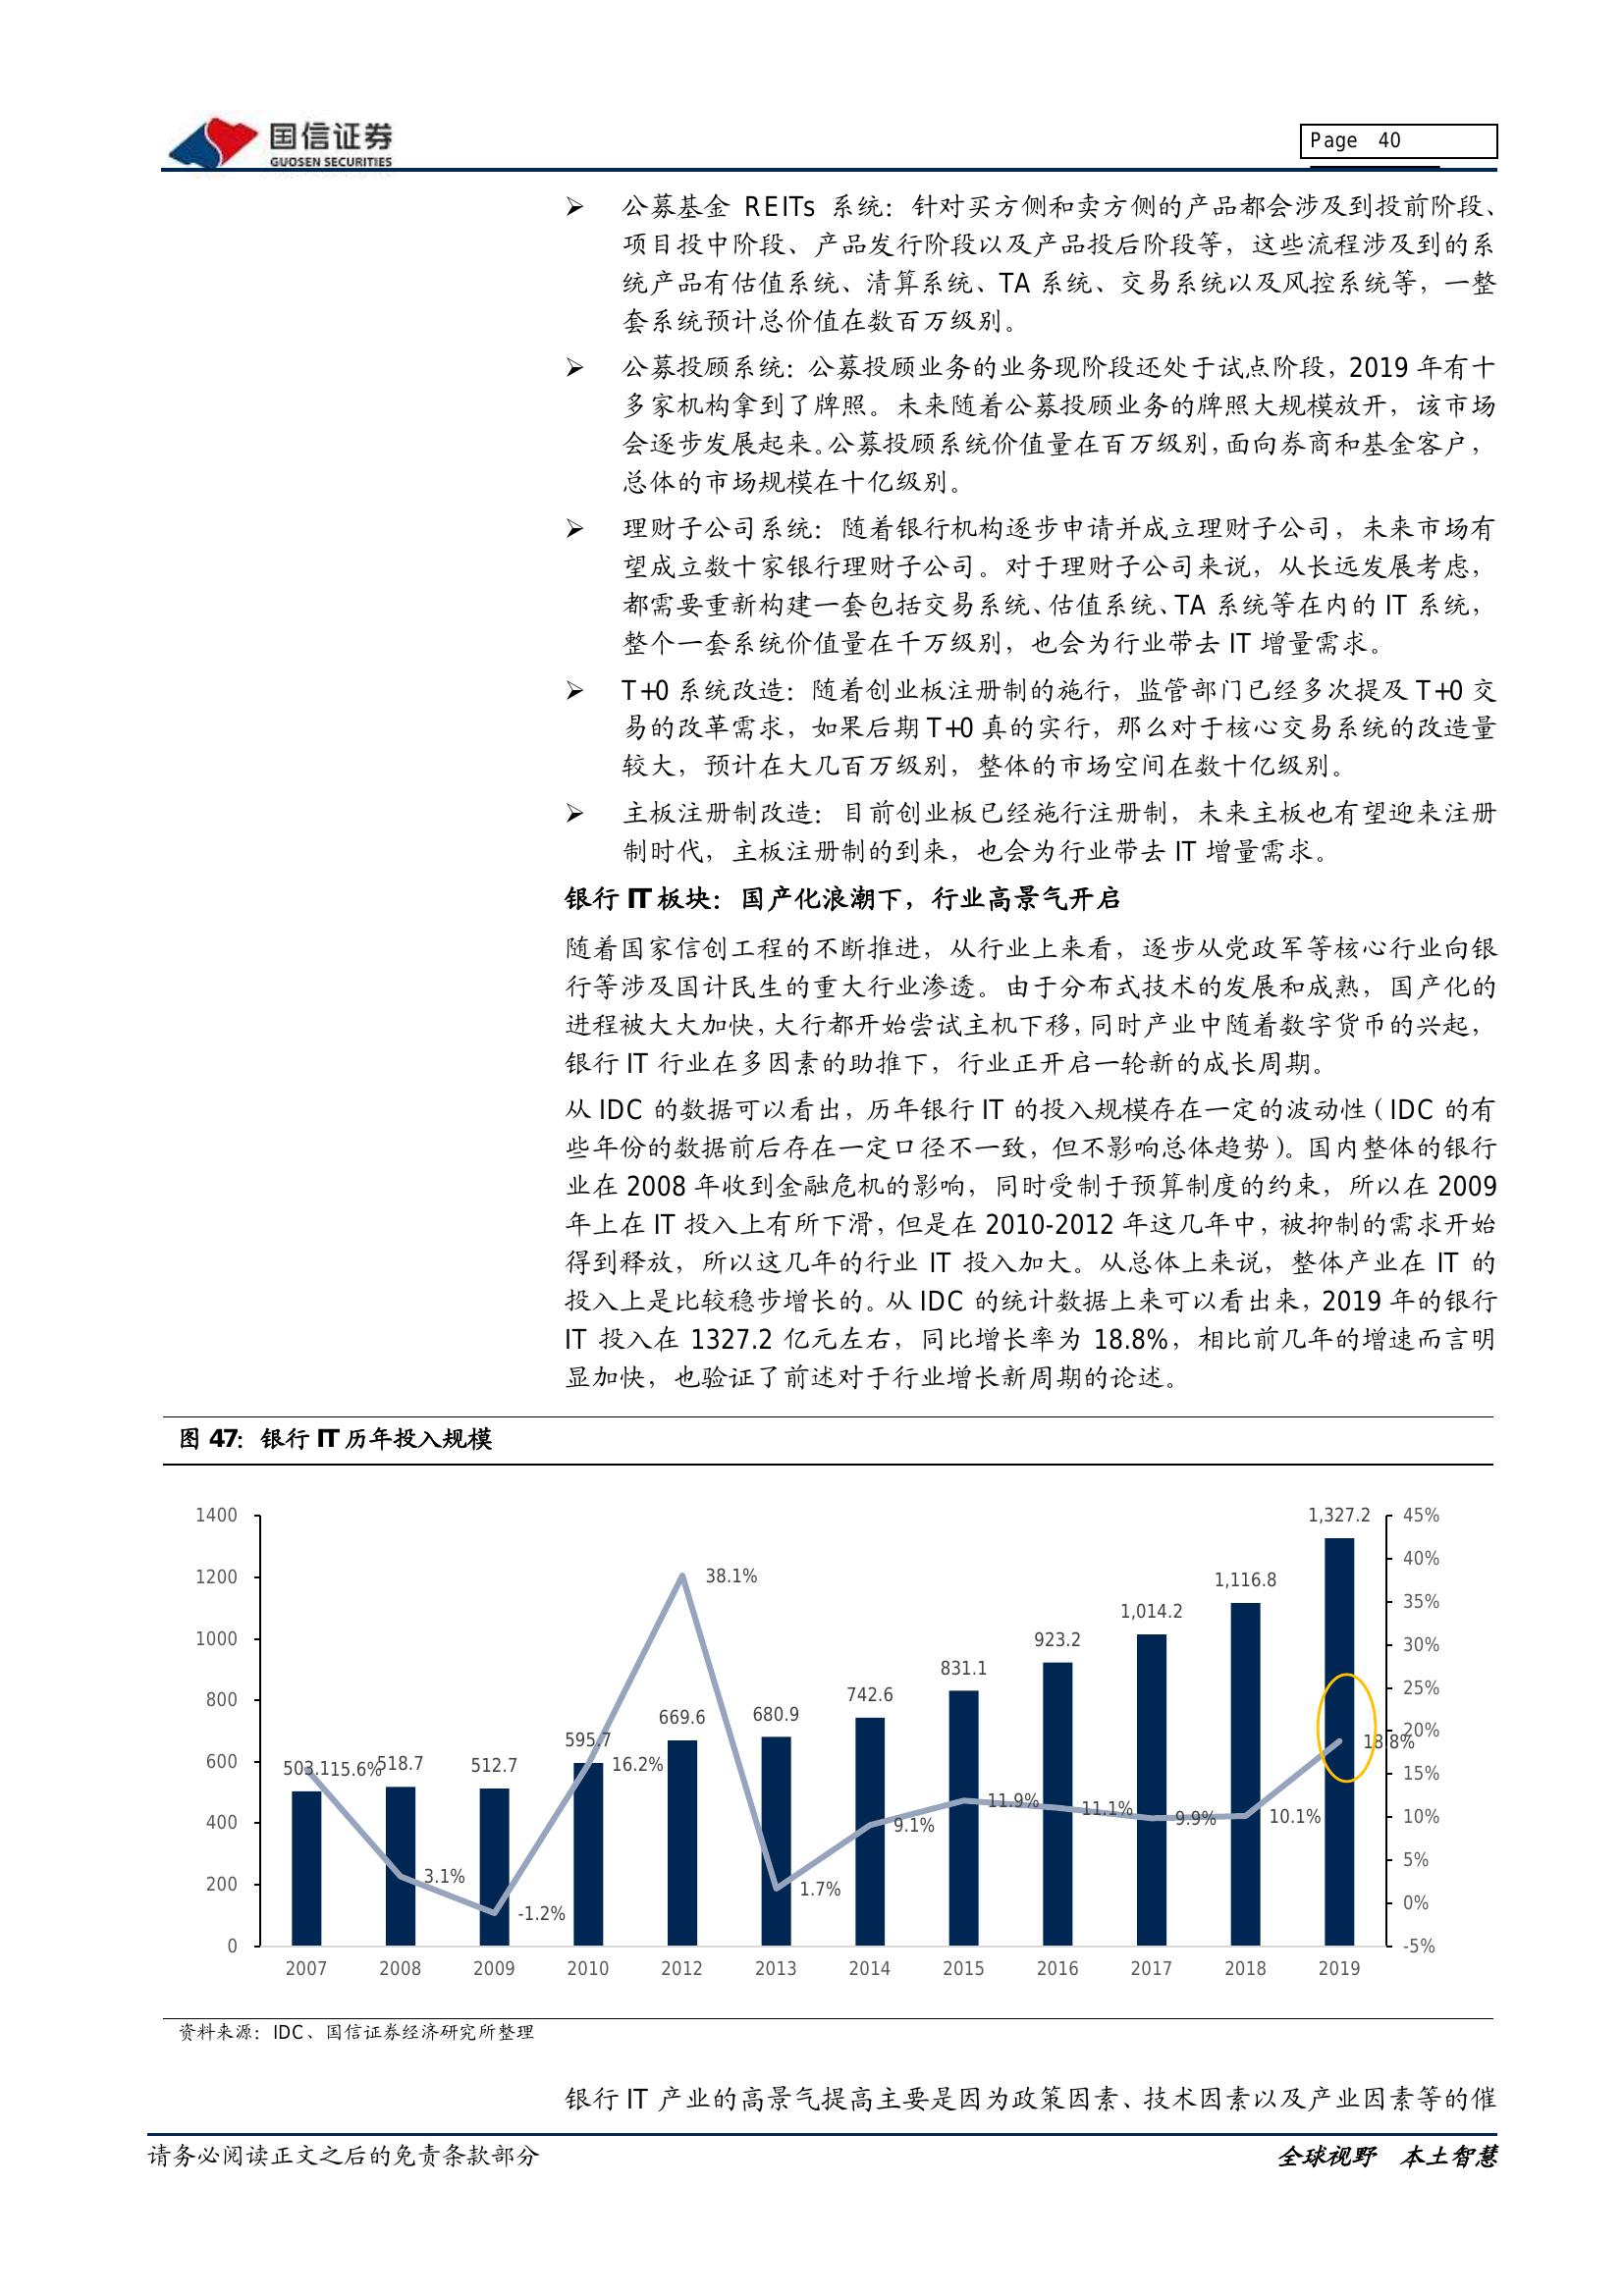 国信证券
GUOSEN SECURITIES
Page 40
➢ 公募基金 REITs 系统：针对买方侧和卖方侧的产品都会涉及到投前阶段、
项目投中阶段、产品发行阶段以及产品投后阶段等，这些流程涉及到的系
统产品有估值系统、清算系统、TA 系统、交易系统以及风控系统等，一整
套系统预计总价值在数百万级别。
➢ 公募投顾系统：公募投顾业务的业务现阶段还处于试点阶段，2019 年有十
多家机构拿到了牌照。未来随着公募投顾业务的牌照大规模放开，该市场
会逐步发展起来。公募投顾系统价值量在百万级别，面向券商和基金客户，
总体的市场规模在十亿级别。
➢ 理财子公司系统：随着银行机构逐步申请并成立理财子公司，未来市场有
望成立数十家银行理财子公司。对于理财子公司来说，从长远发展考虑，
都需要重新构建一套包括交易系统、估值系统、TA 系统等在内的 IT 系统，
整个一套系统价值量在千万级别，也会为行业带去 IT 增量需求。
➢ T+0 系统改造：随着创业板注册制的施行，监管部门已经多次提及 T+0 交
易的改革需求，如果后期 T+0 真的实行，那么对于核心交易系统的改造量
较大，预计在大几百万级别，整体的市场空间在数十亿级别。
➢ 主板注册制改造：目前创业板已经施行注册制，未来主板也有望迎来注册
制时代，主板注册制的到来，也会为行业带去 IT 增量需求。
银行 IT 板块：国产化浪潮下，行业高景气开启
随着国家信创工程的不断推进，从行业上来看，逐步从党政军等核心行业向银
行等涉及国计民生的重大行业渗透。由于分布式技术的发展和成熟，国产化的
进程被大大加快，大行都开始尝试主机下移，同时产业中随着数字货币的兴起，
银行 IT 行业在多因素的助推下，行业正开启一轮新的成长周期。
从 IDC 的数据可以看出，历年银行 IT 的投入规模存在一定的波动性（IDC 的有
些年份的数据前后存在一定口径不一致，但不影响总体趋势）。国内整体的银行
业在 2008 年收到金融危机的影响，同时受制于预算制度的约束，所以在 2009
年上在 IT 投入上有所下滑，但是在 2010-2012 年这几年中，被抑制的需求开始
得到释放，所以这几年的行业 IT 投入加大。从总体上来说，整体产业在 IT 的
投入上是比较稳步增长的。从 IDC 的统计数据上来可以看出来，2019 年的银行
IT 投入在 1327.2 亿元左右，同比增长率为 18.8%，相比前几年的增速而言明
显加快，也验证了前述对于行业增长新周期的论述。
图 47：银行 IT 历年投入规模
1400 1,327.2 45%
40%
1200 38.1% 1,116.8
35%
1,014.2
1000 923.2 30%
831.1
800 742.6 25%
669.6 680.9
595.7 20%
18.8%
600 503.1 15.6% 518.7 512.7 16.2% 15%
400 9.1% 11.9% 11.1% 9.9% 10.1% 10%
5%
200 3.1% 1.7% 0%
-1.2%
0 -5%
2007 2008 2009 2010 2012 2013 2014 2015 2016 2017 2018 2019
资料来源：IDC、国信证券经济研究所整理
银行 IT 产业的高景气提高主要是因为政策因素、技术因素以及产业因素等的催
请务必阅读正文之后的免责条款部分
全球视野 本土智慧